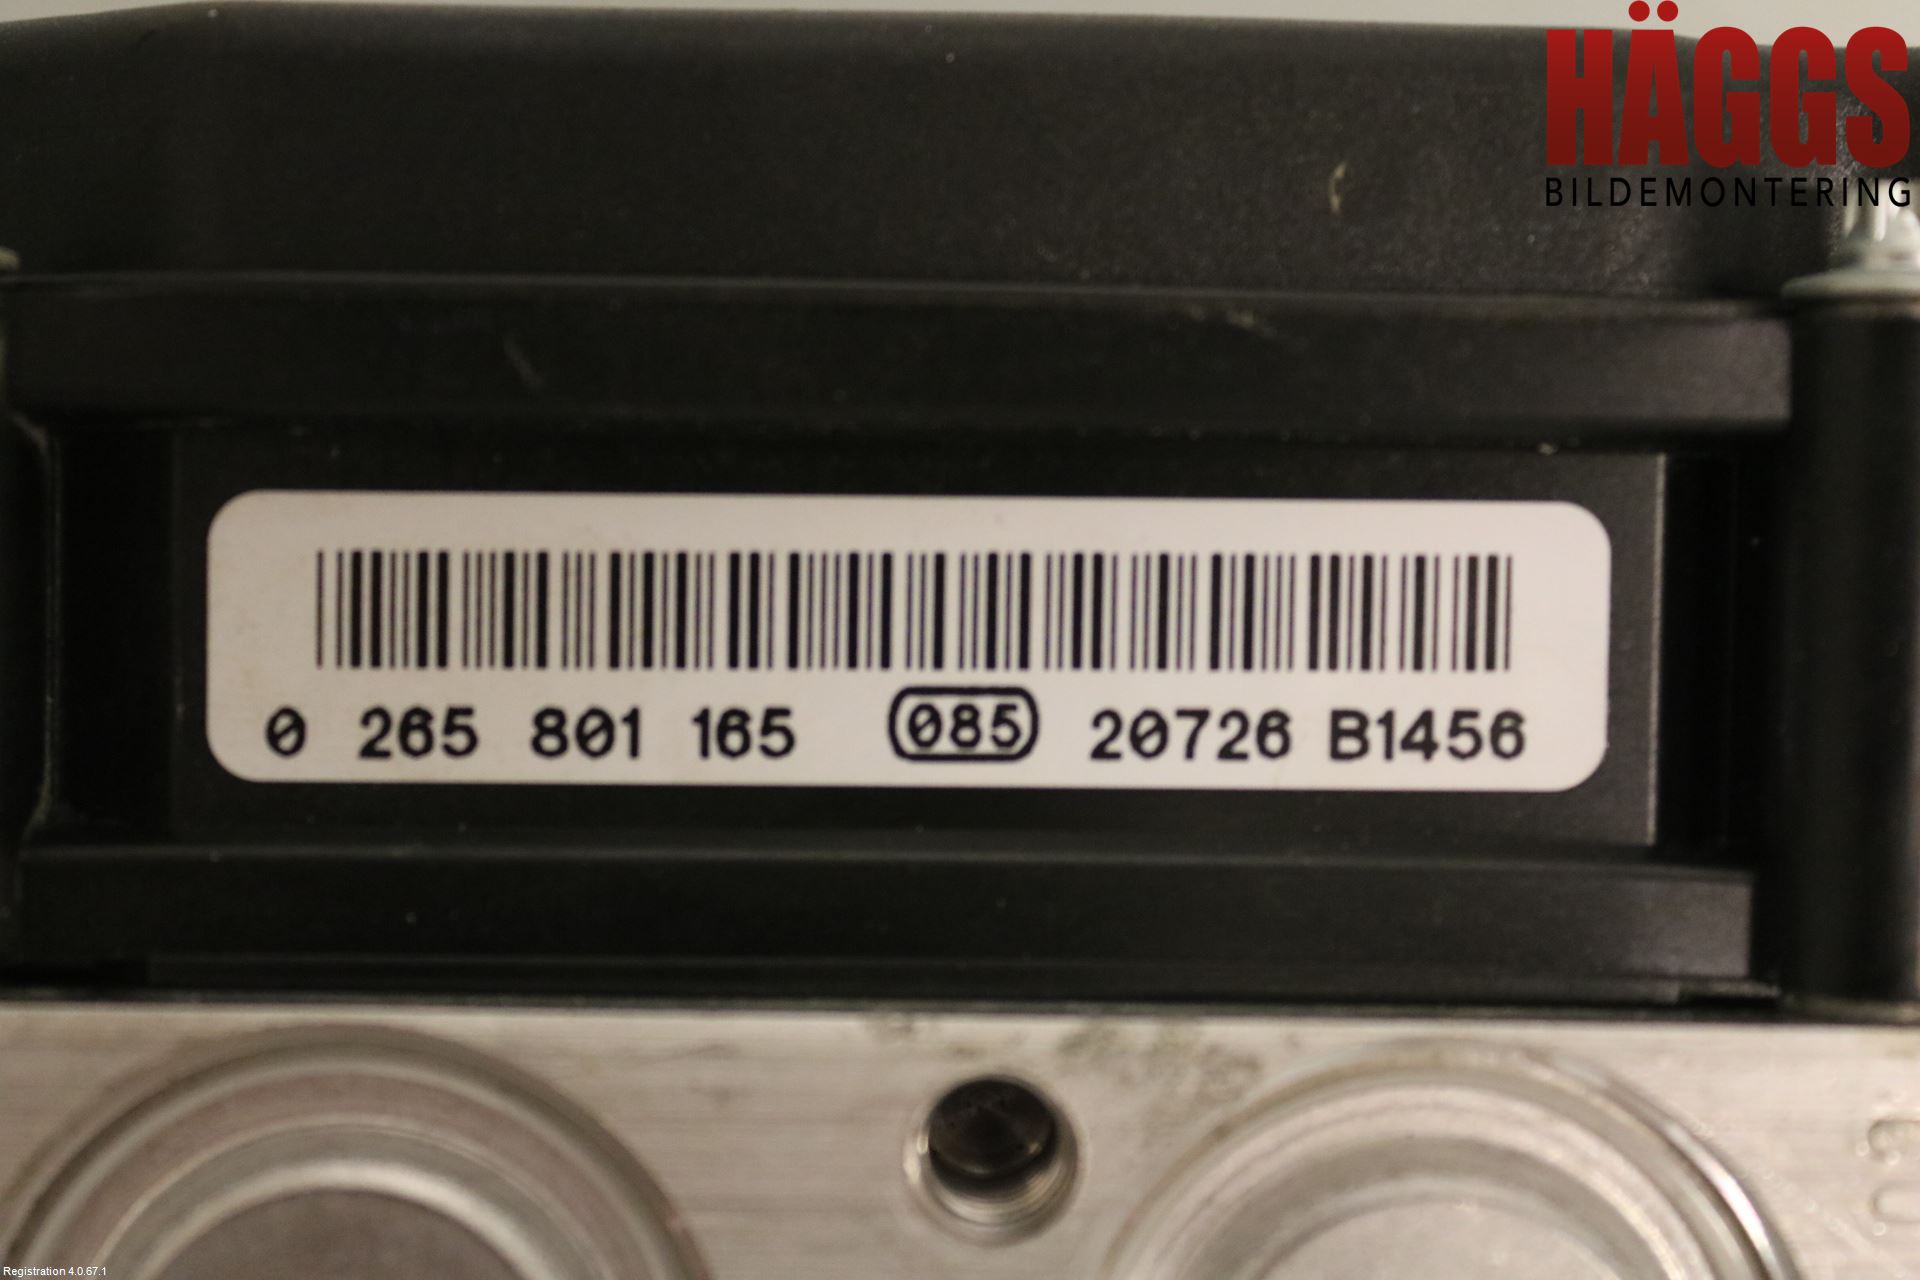 HÄGGS
BILDEMONTERING
0 265 801 165 085 20726 B1456
Registration 4.0.67.1